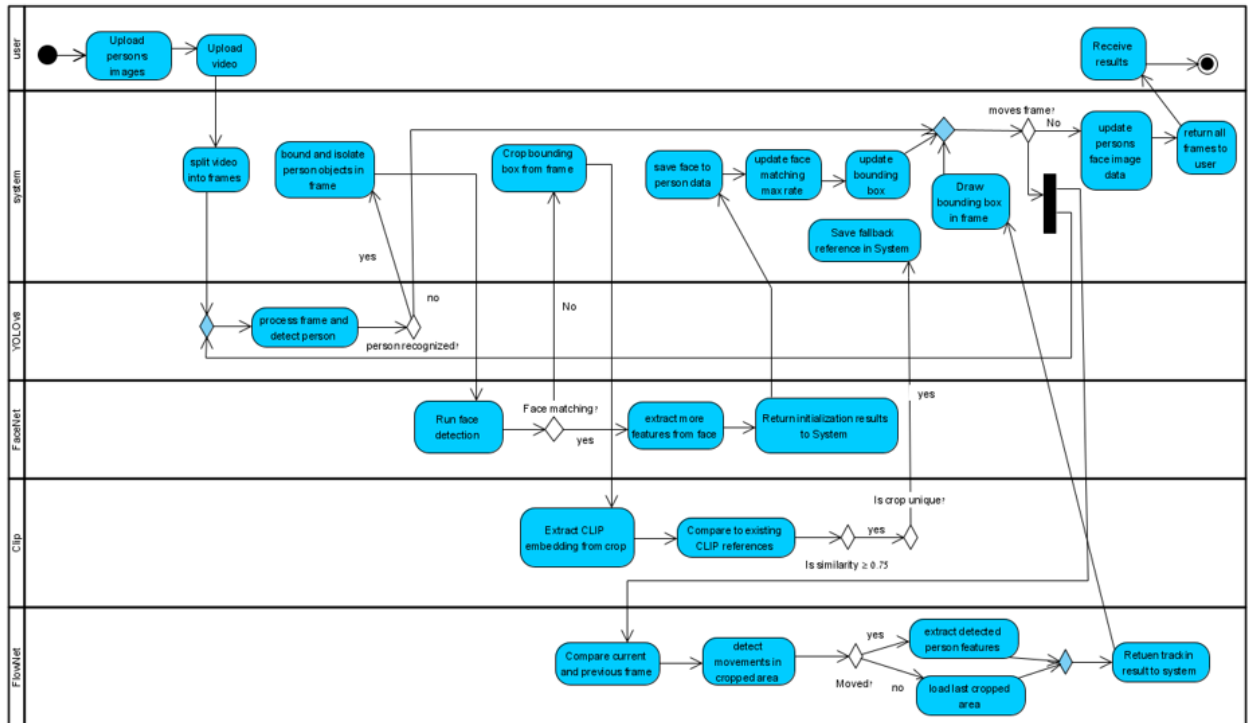 user
Upload
person's
images
Upload
video
Receive
results
system
split video
into frames
bound and isolate
person objects in
frame
yes
no
Crop bounding
box from frame
No
save face to
person data
update face
matching
max rate
update
bounding
box
Save fallback
reference in System
Draw
bounding box
in frame
moves frame?
No
update
persons
face image
data
return all
frames to
user
YOLOv8
process frame and
detect person
person recognized?
FaceNet
Run face
detection
Face matching?
yes
extract more
features from face
Return initialization results
to System
yes
Clip
Extract CLIP
embedding from crop
Compare to existing
CLIP references
Is similarity ≥ 0.75
yes
Is crop unique?
FlowNet
Compare current
and previous frame
detect
movements in
cropped area
Moved?
yes
no
extract detected
person features
load last cropped
area
Retuen trackin
result to system